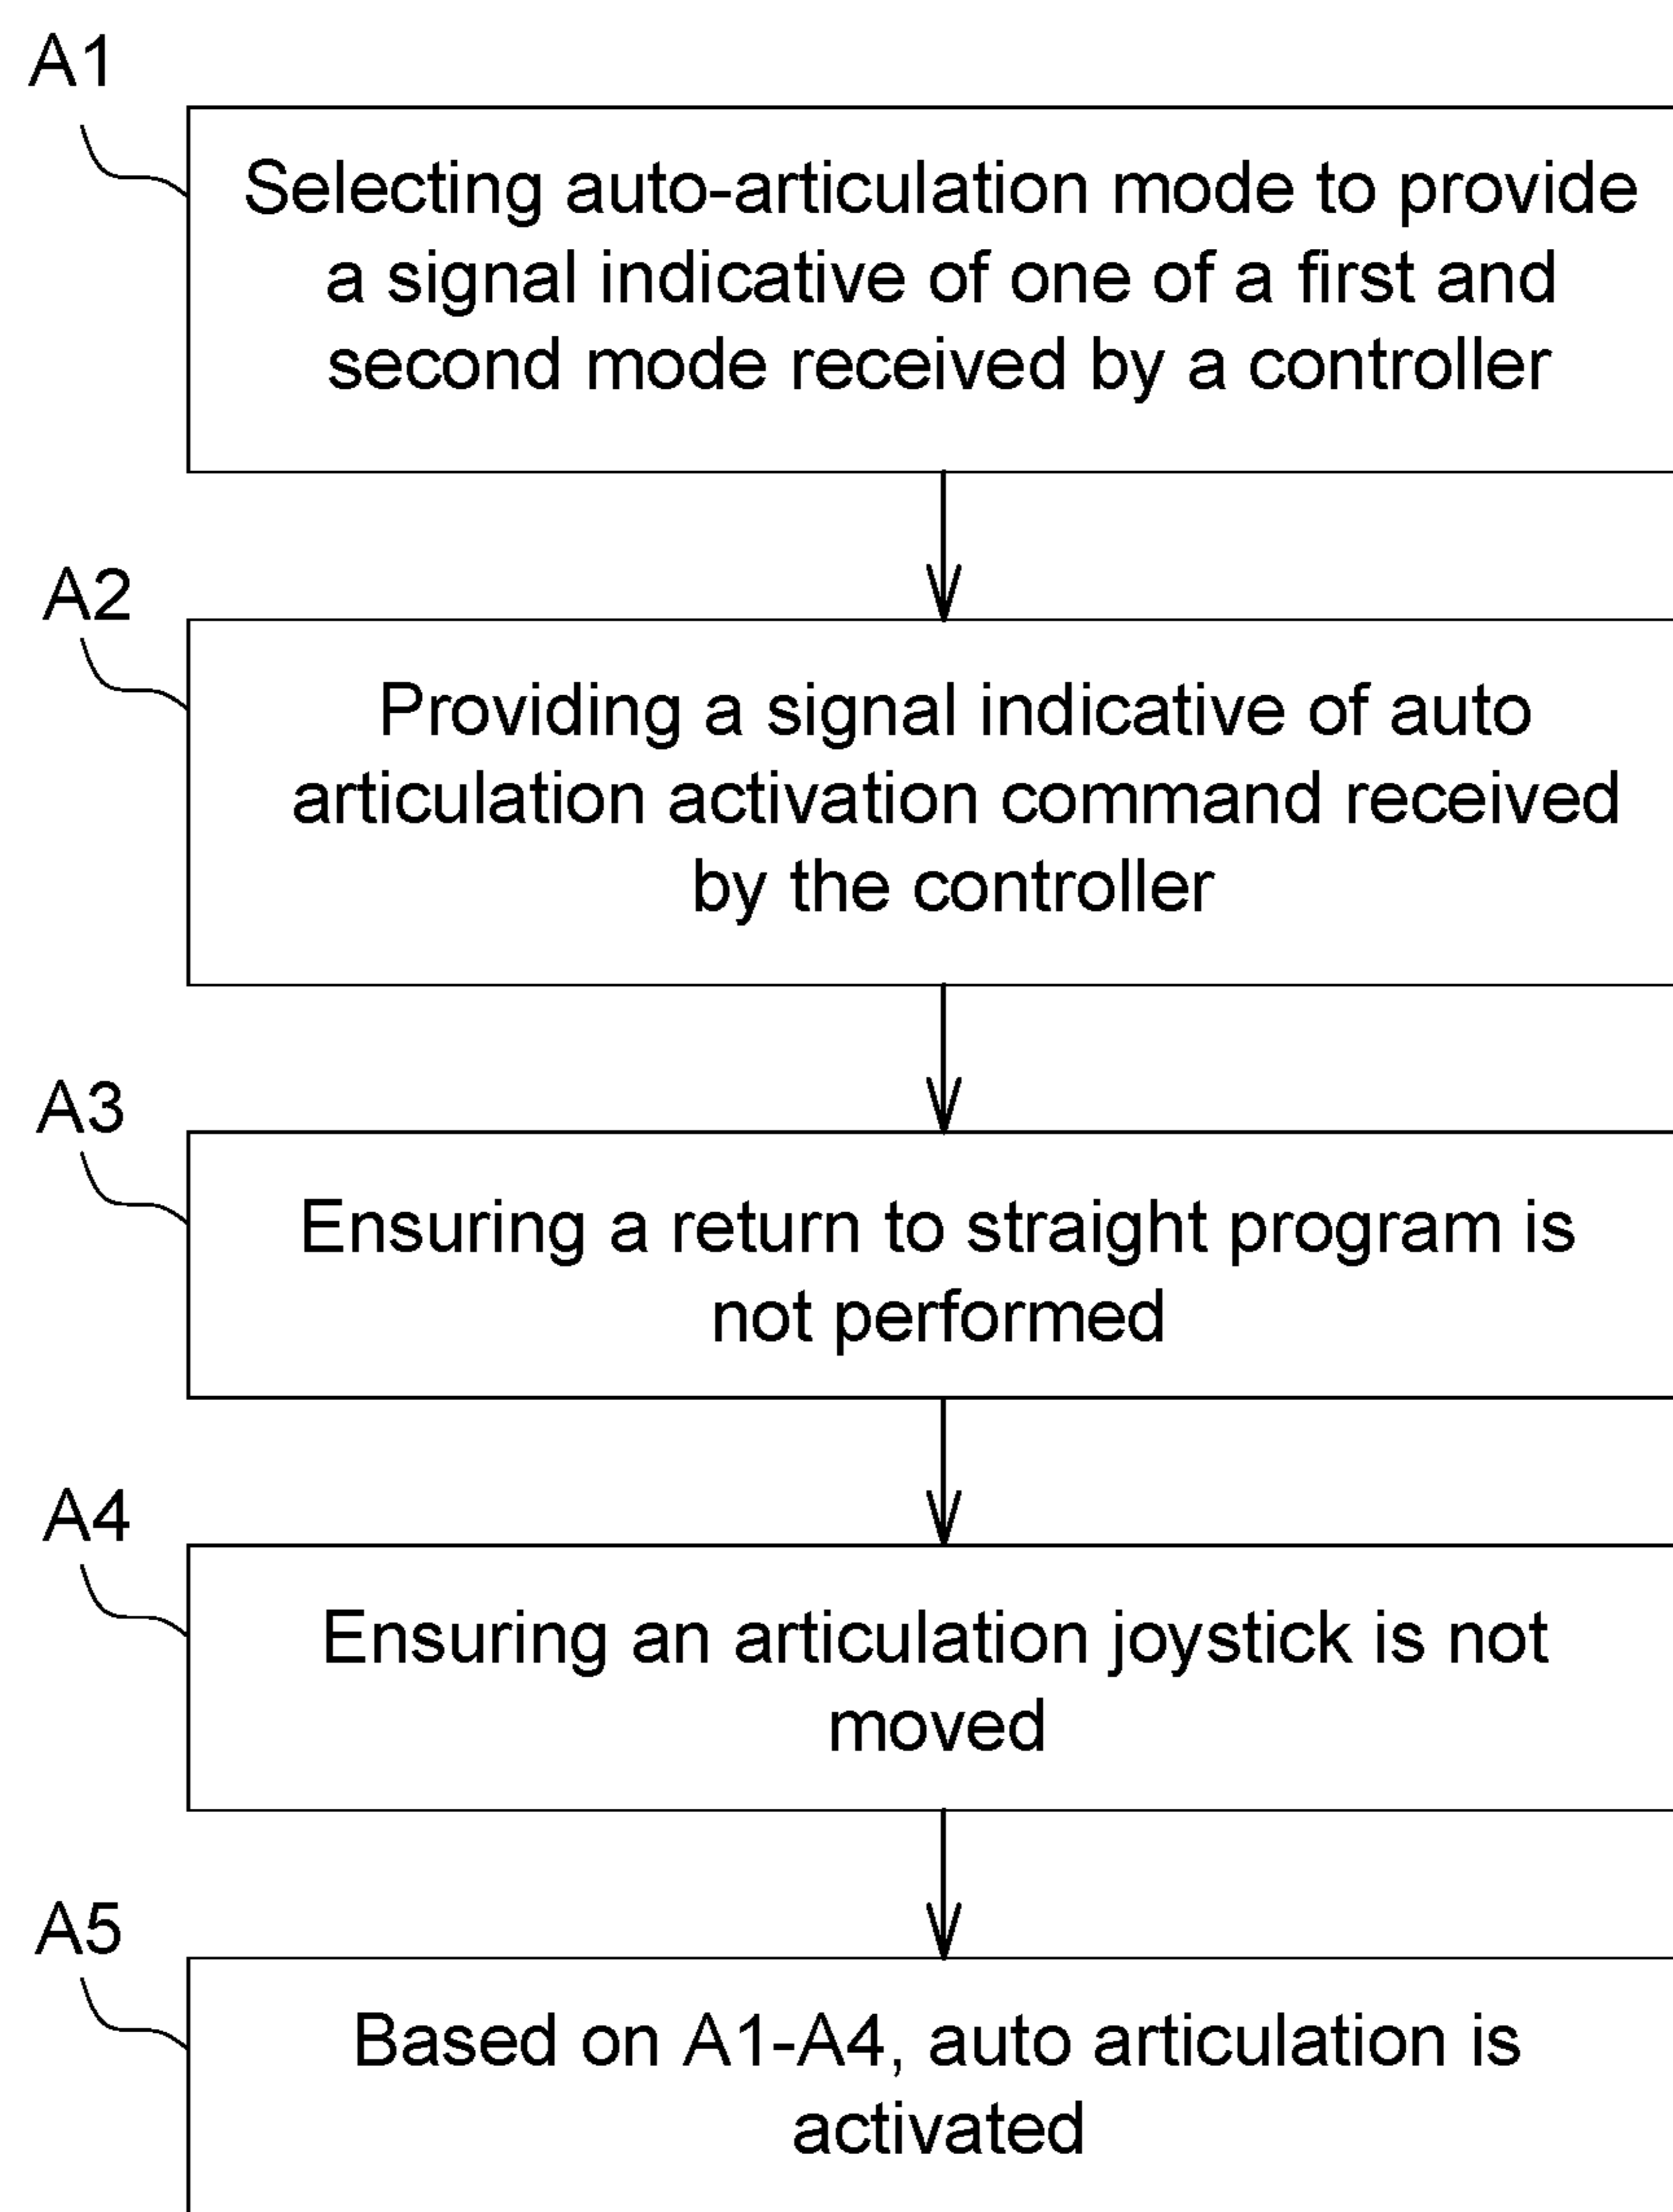 A1
Selecting auto-articulation mode to provide
a signal indicative of one of a first and
second mode received by a controller
A2
Providing a signal indicative of auto
articulation activation command received
by the controller
A3
Ensuring a return to straight program is
not performed
A4
Ensuring an articulation joystick is not
moved
A5
Based on A1-A4, auto articulation is
activated